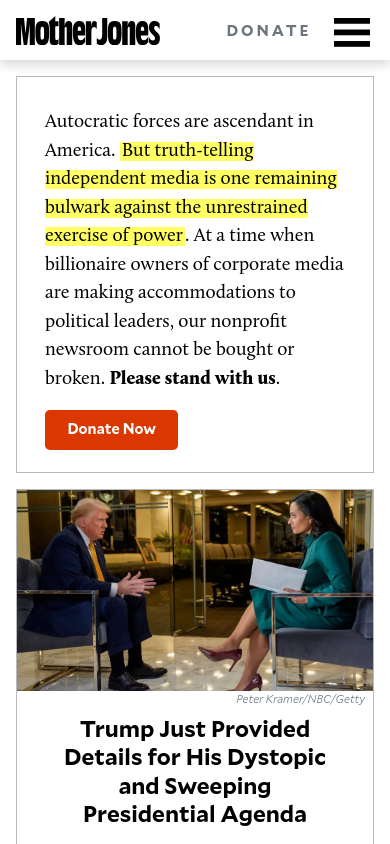 Mother Jones
DONATE
Autocratic forces are ascendant in
America. But truth-telling
independent media is one remaining
bulwark against the unrestrained
exercise of power. At a time when
billionaire owners of corporate media
are making accommodations to
political leaders, our nonprofit
newsroom cannot be bought or
broken. Please stand with us.
Donate Now
Peter Kramer/NBC/Getty
Trump Just Provided
Details for His Dystopic
and Sweeping
Presidential Agenda